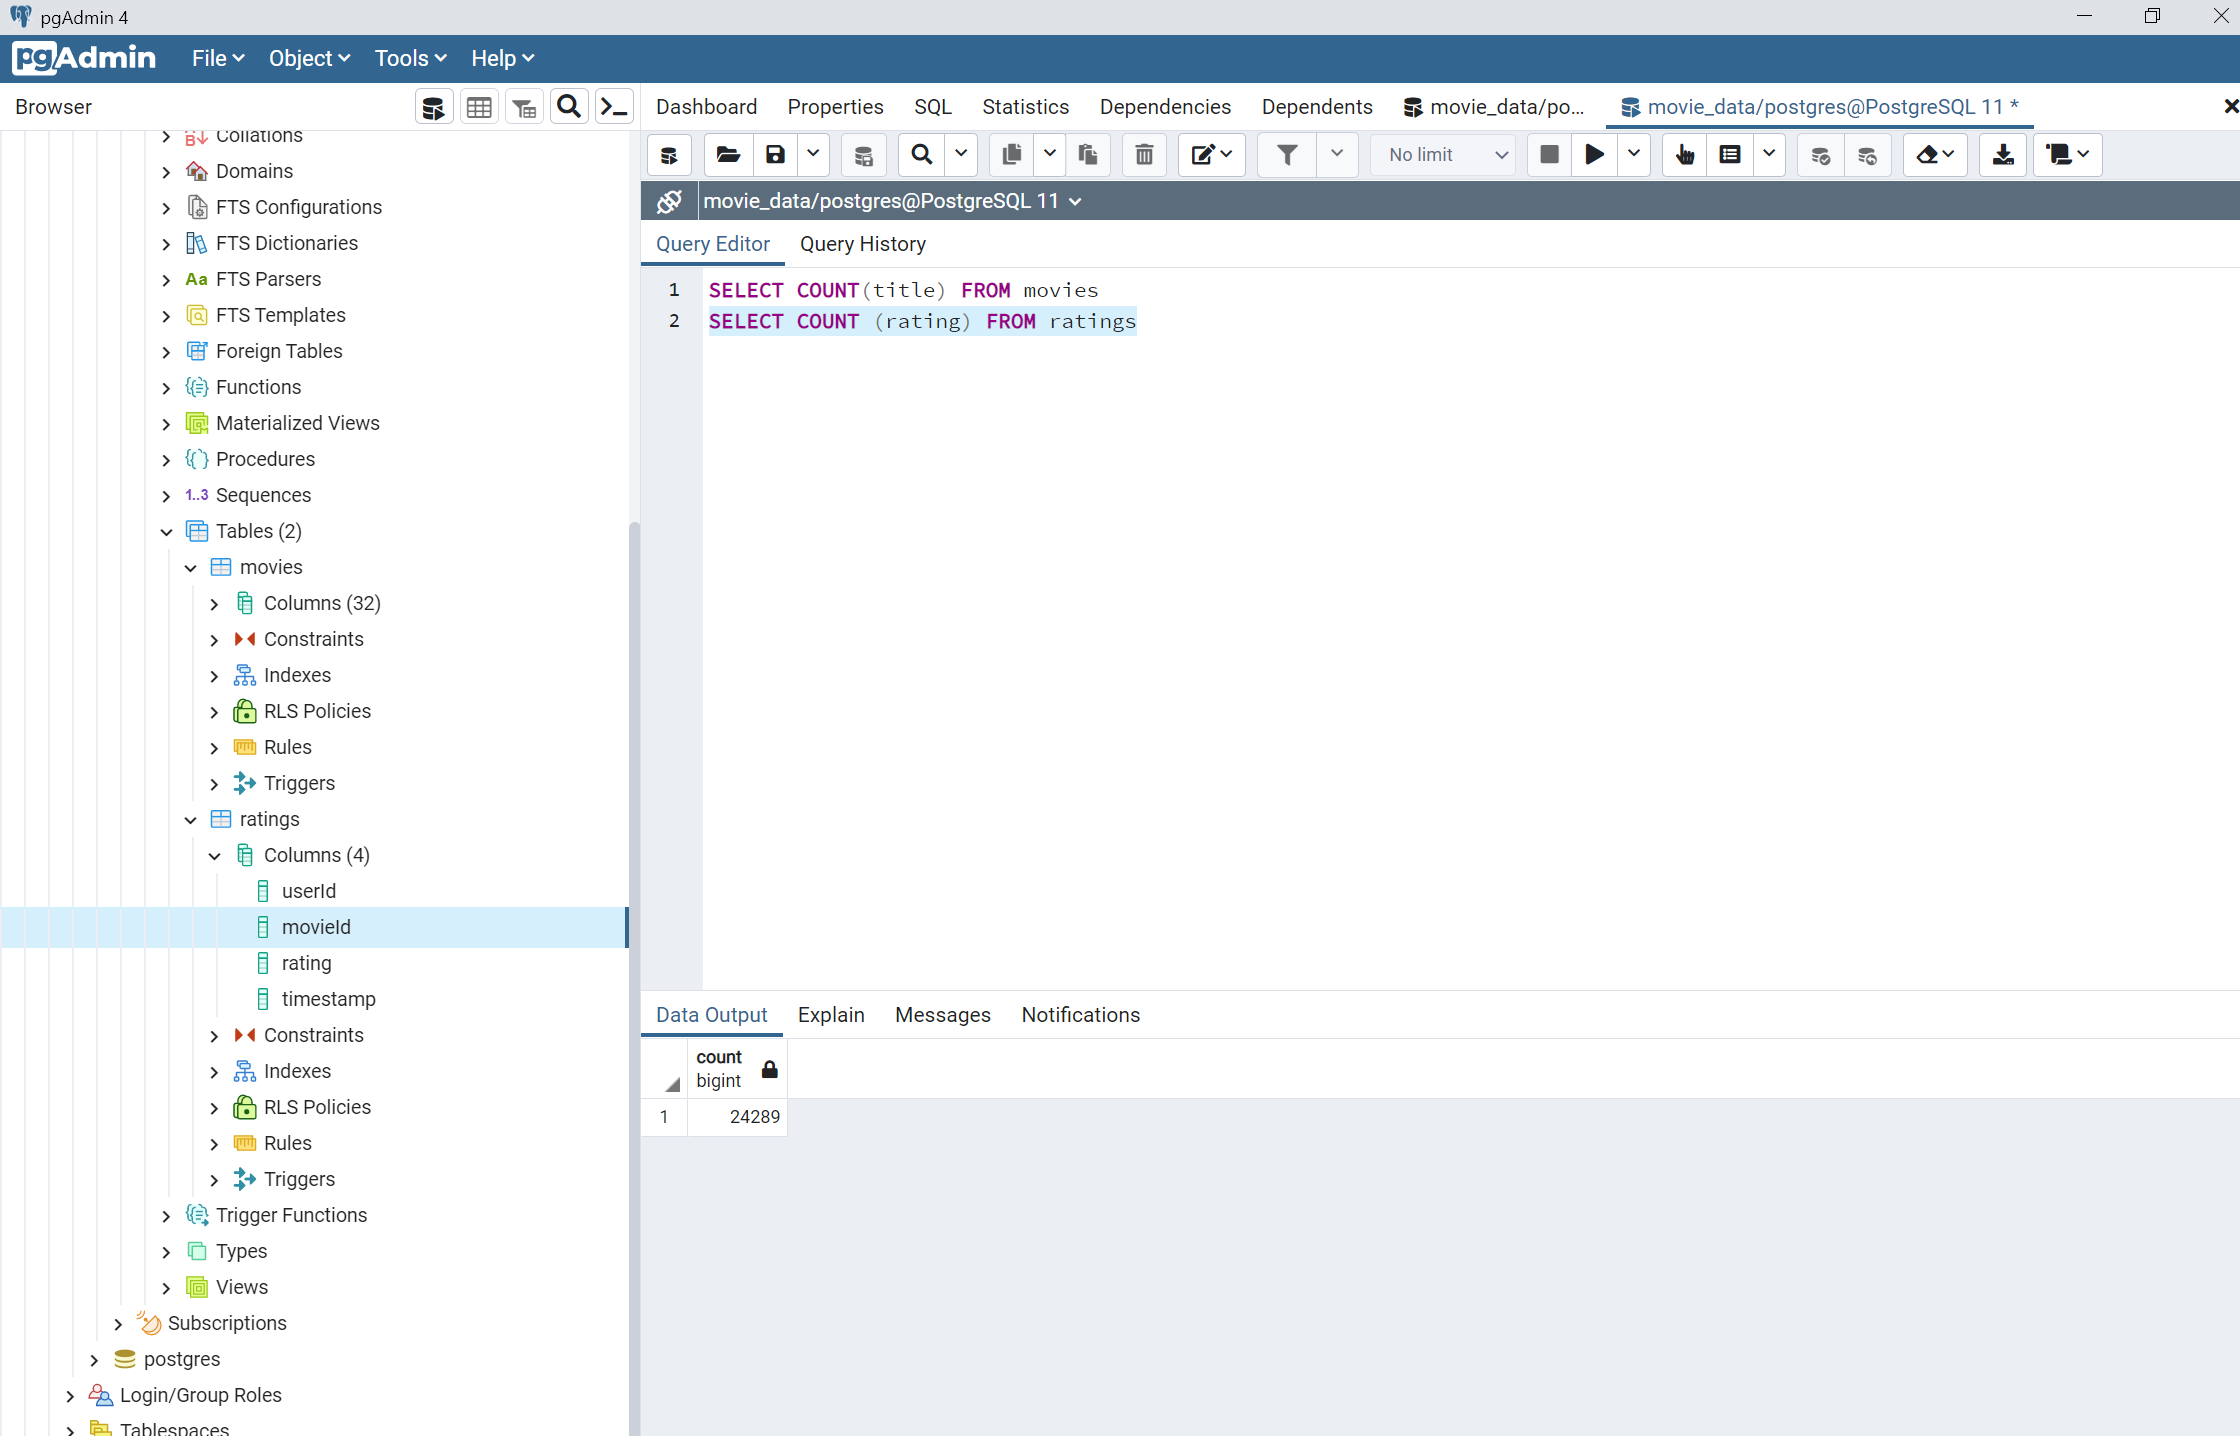 pgAdmin 4
pgAdmin File Object Tools Help
Browser
Dashboard Properties SQL Statistics Dependencies Dependents movie_data/po... movie_data/postgres@PostgreSQL 11 *
No limit
movie_data/postgres@PostgreSQL 11
Query Editor Query History
1 SELECT COUNT(title) FROM movies
2 SELECT COUNT (rating) FROM ratings
Collations
Domains
FTS Configurations
FTS Dictionaries
Aa FTS Parsers
FTS Templates
Foreign Tables
Functions
Materialized Views
Procedures
1..3 Sequences
Tables (2)
movies
Columns (32)
Constraints
Indexes
RLS Policies
Rules
Triggers
ratings
Columns (4)
userId
movieId
rating
timestamp
Constraints
Indexes
RLS Policies
Rules
Triggers
Trigger Functions
Types
Views
Subscriptions
postgres
Login/Group Roles
Tablespaces
Data Output Explain Messages Notifications
count
bigint
1 24289